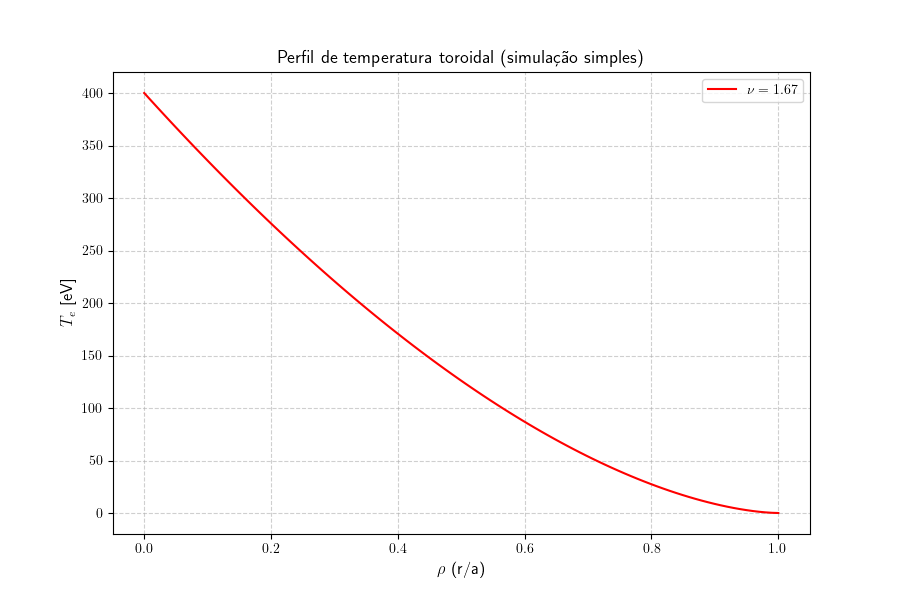 Perfil de temperatura toroidal (simulação simples)
ν = 1.67
400
350
300
250
200
150
100
50
0
T_e [eV]
0.0 0.2 0.4 0.6 0.8 1.0
ρ (r/a)